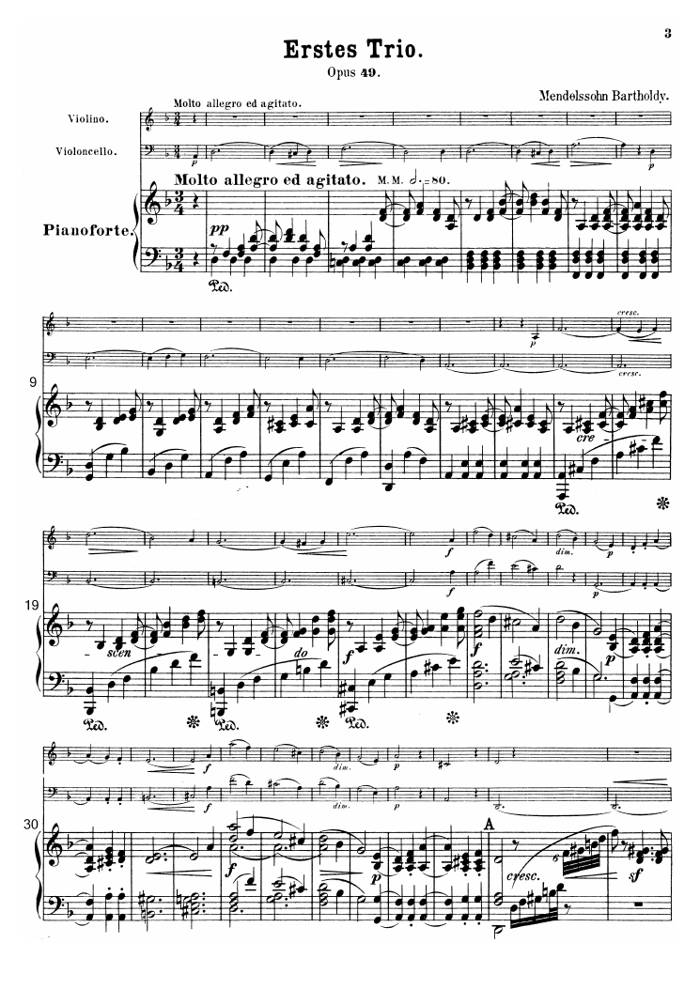 3
Erstes Trio.
Opus 49.
Mendelssohn Bartholdy.
Molto allegro ed agitato.
Violino.
Violoncello.
p p
Molto allegro ed agitato. M.M. 𝅗𝅥.=80.
Pianoforte.
pp
Ped.
cresc.
p
cresc.
9
cre -
Ped.
f dim. p
f dim. p
19
scen do f dim. p
Ped. Ped. Ped.
f dim. p
f dim. p
30 A
f p cresc. 6 sf